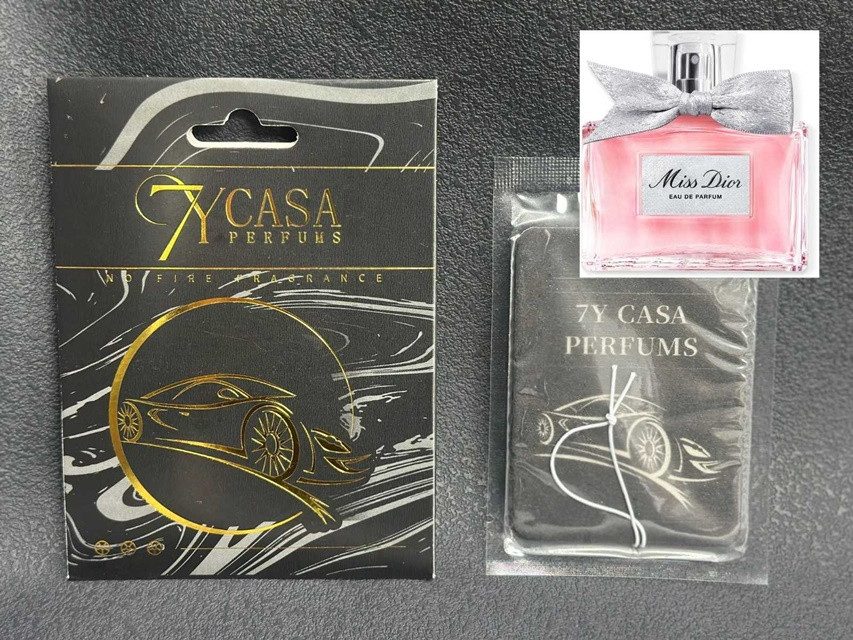 7YCASA
PERFUMS
NO FIRE FRAGRANCE
7Y CASA
PERFUMS
Miss Dior
EAU DE PARFUM